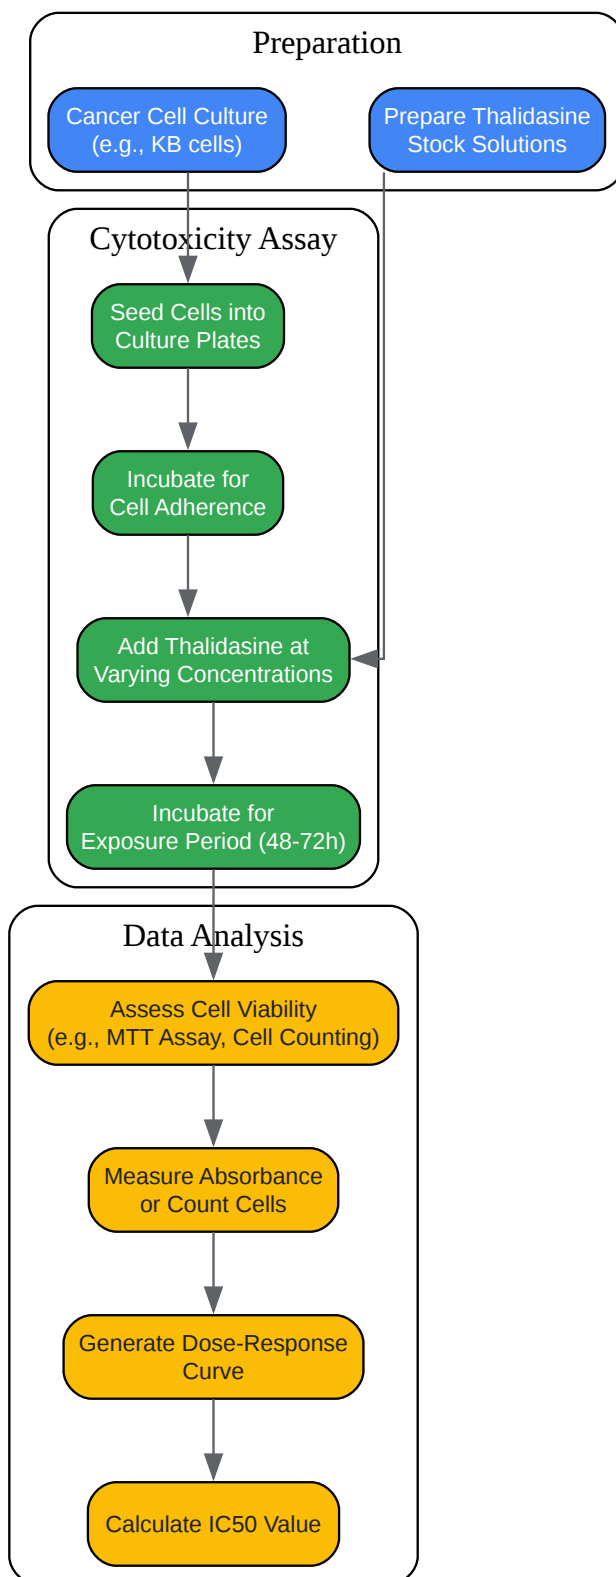 Preparation
Cancer Cell Culture
(e.g., KB cells)
Prepare Thalidasine
Stock Solutions
Cytotoxicity Assay
Seed Cells into
Culture Plates
Incubate for
Cell Adherence
Add Thalidasine at
Varying Concentrations
Incubate for
Exposure Period (48-72h)
Data Analysis
Assess Cell Viability
(e.g., MTT Assay, Cell Counting)
Measure Absorbance
or Count Cells
Generate Dose-Response
Curve
Calculate IC50 Value